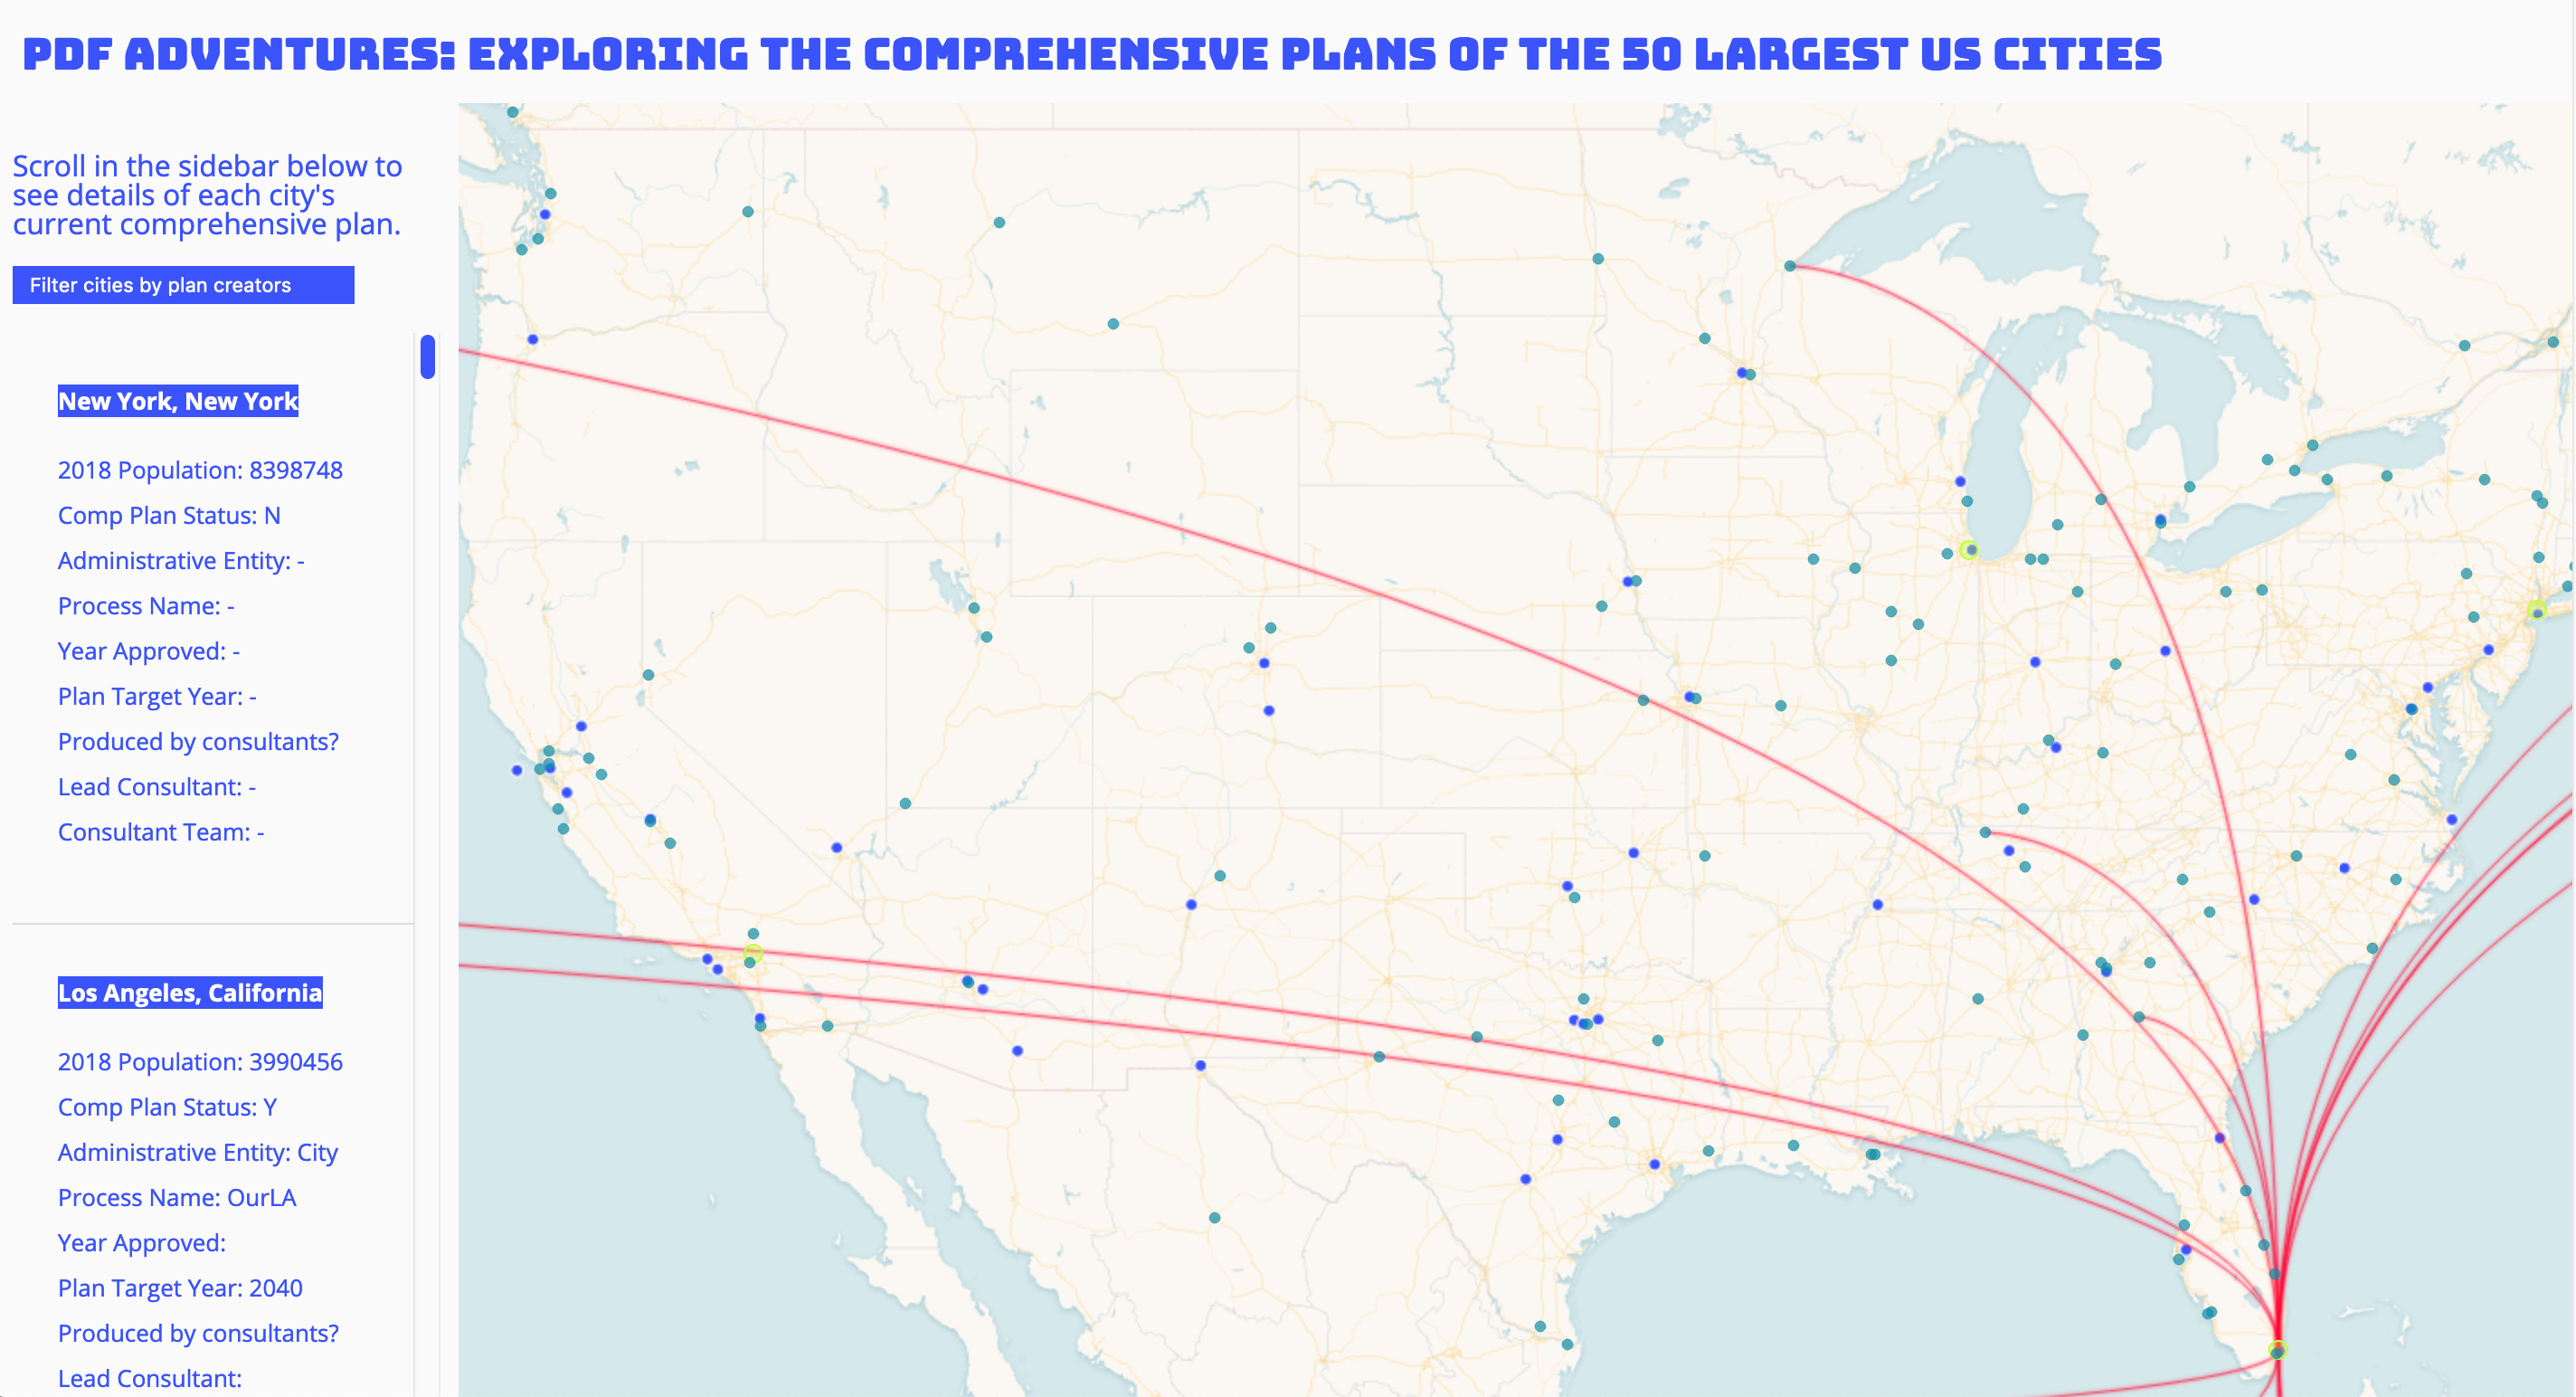 PDF ADVENTURES: EXPLORING THE COMPREHENSIVE PLANS OF THE 50 LARGEST US CITIES
Scroll in the sidebar below to
see details of each city's
current comprehensive plan.
Filter cities by plan creators
New York, New York
2018 Population: 8398748
Comp Plan Status: N
Administrative Entity: -
Process Name: -
Year Approved: -
Plan Target Year: -
Produced by consultants?
Lead Consultant: -
Consultant Team: -
Los Angeles, California
2018 Population: 3990456
Comp Plan Status: Y
Administrative Entity: City
Process Name: OurLA
Year Approved:
Plan Target Year: 2040
Produced by consultants?
Lead Consultant: